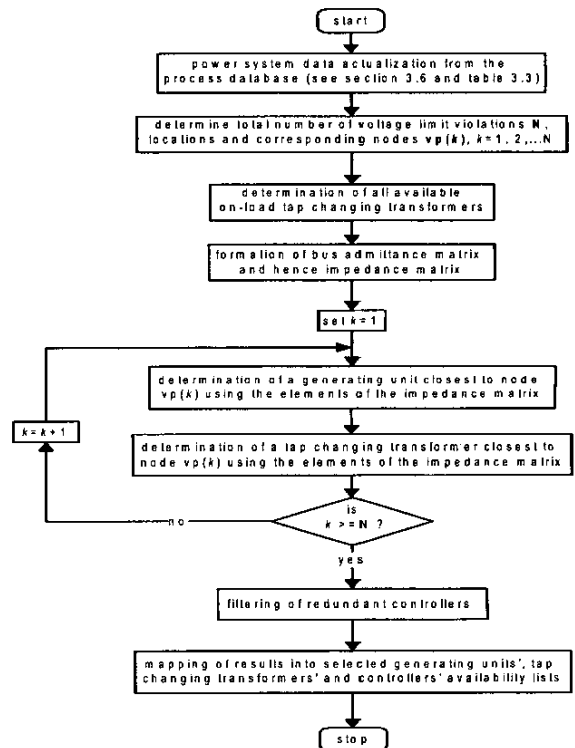 start
power system data actualization from the
process database (see section 3.6 and table 3.3)
determine total number of voltage limit violations N,
locations and corresponding nodes vp(k), k=1, 2,...N
determination of all available
on-load tap changing transformers
formation of bus admittance matrix
and hence impedance matrix
set k=1
determination of a generating unit closest to node
vp(k) using the elements of the impedance matrix
k=k+1
determination of a tap changing transformer closest to
node vp(k) using the elements of the impedance matrix
is
k >=N ?
no
yes
filtering of redundant controllers
mapping of results into selected generating units', tap
changing transformers' and controllers' availability lists
stop